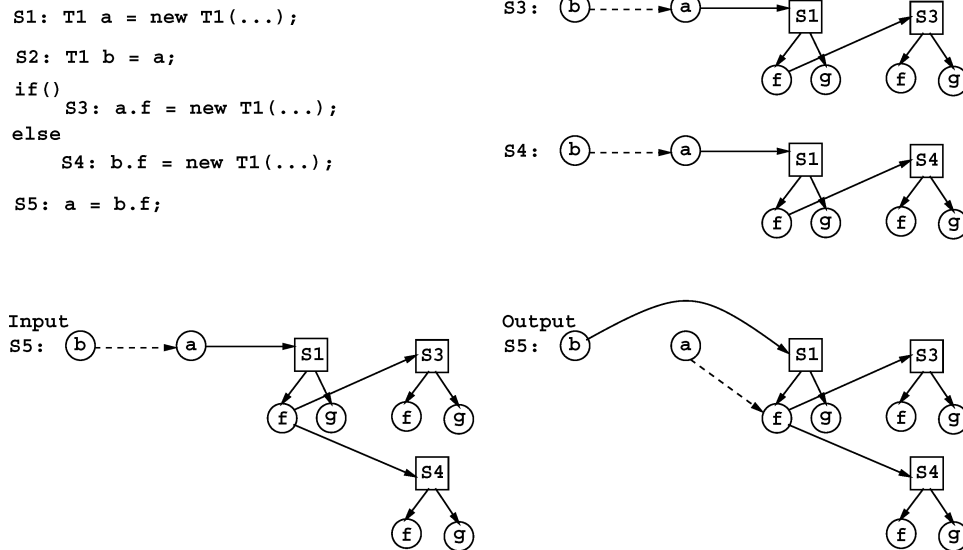 S1: T1 a = new T1(...);
S2: T1 b = a;
if()
S3: a.f = new T1(...);
else
S4: b.f = new T1(...);
S5: a = b.f;
S3: b a S1 S3
f g f g
S4: b a S1 S4
f g f g
Input
S5: b a S1 S3
f g f g
S4
f g
Output
S5: b a S1 S3
f g f g
S4
f g